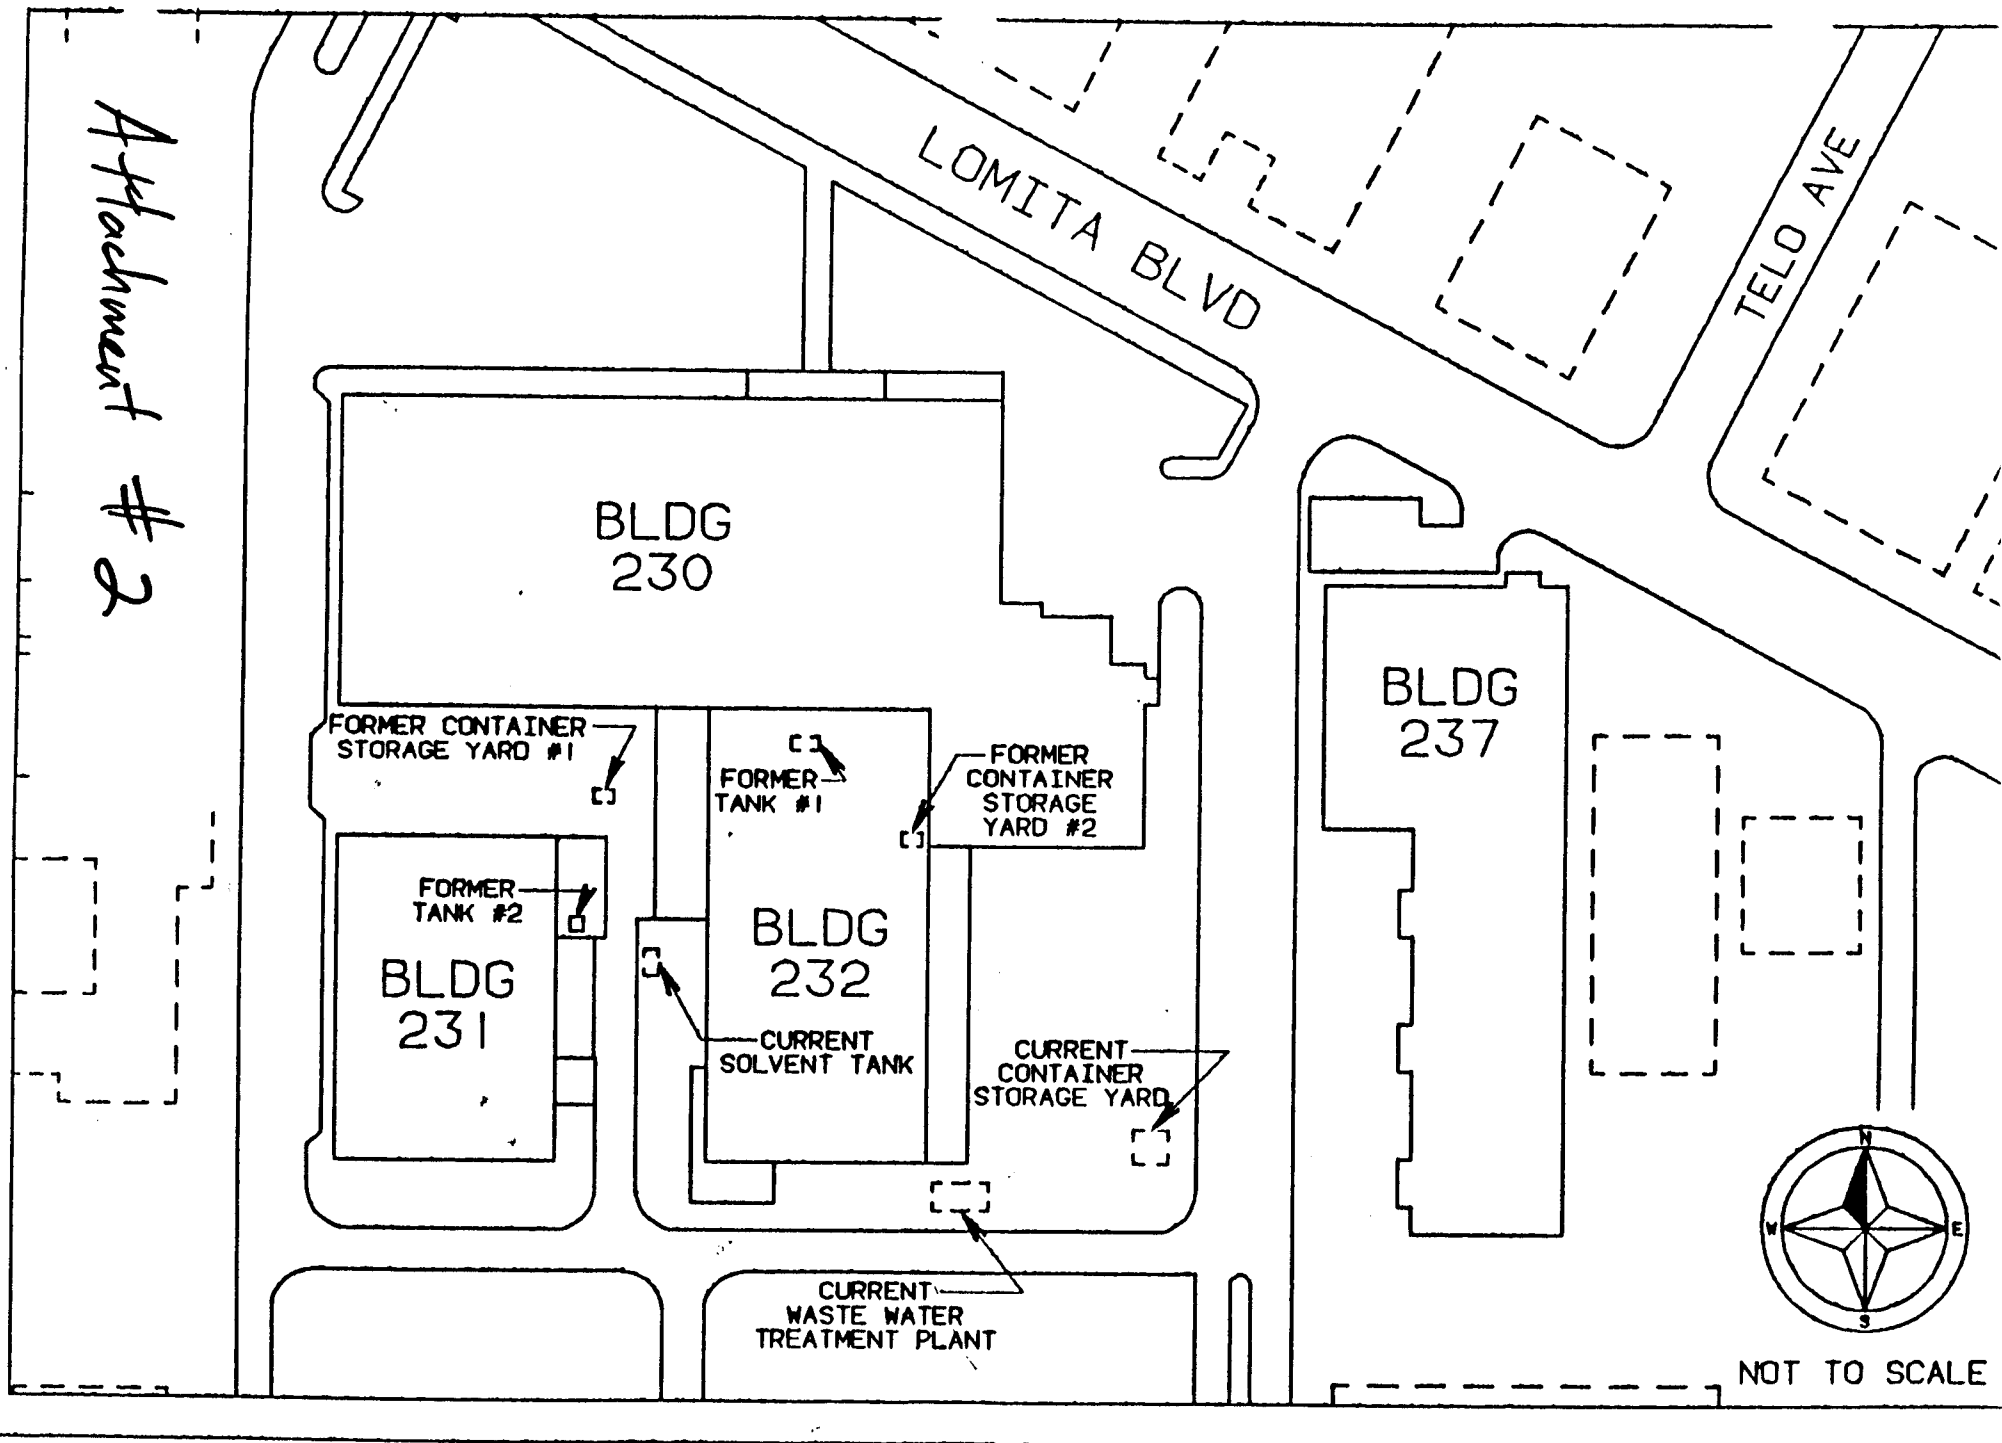 Attachment #2
LOMITA BLVD
TELO AVE
BLDG
230
BLDG
237
FORMER CONTAINER
STORAGE YARD #1
FORMER
TANK #1
FORMER
CONTAINER
STORAGE
YARD #2
FORMER
TANK #2
BLDG
231
BLDG
232
CURRENT
SOLVENT TANK
CURRENT
CONTAINER
STORAGE YARD
CURRENT
WASTE WATER
TREATMENT PLANT
N
W
E
S
NOT TO SCALE